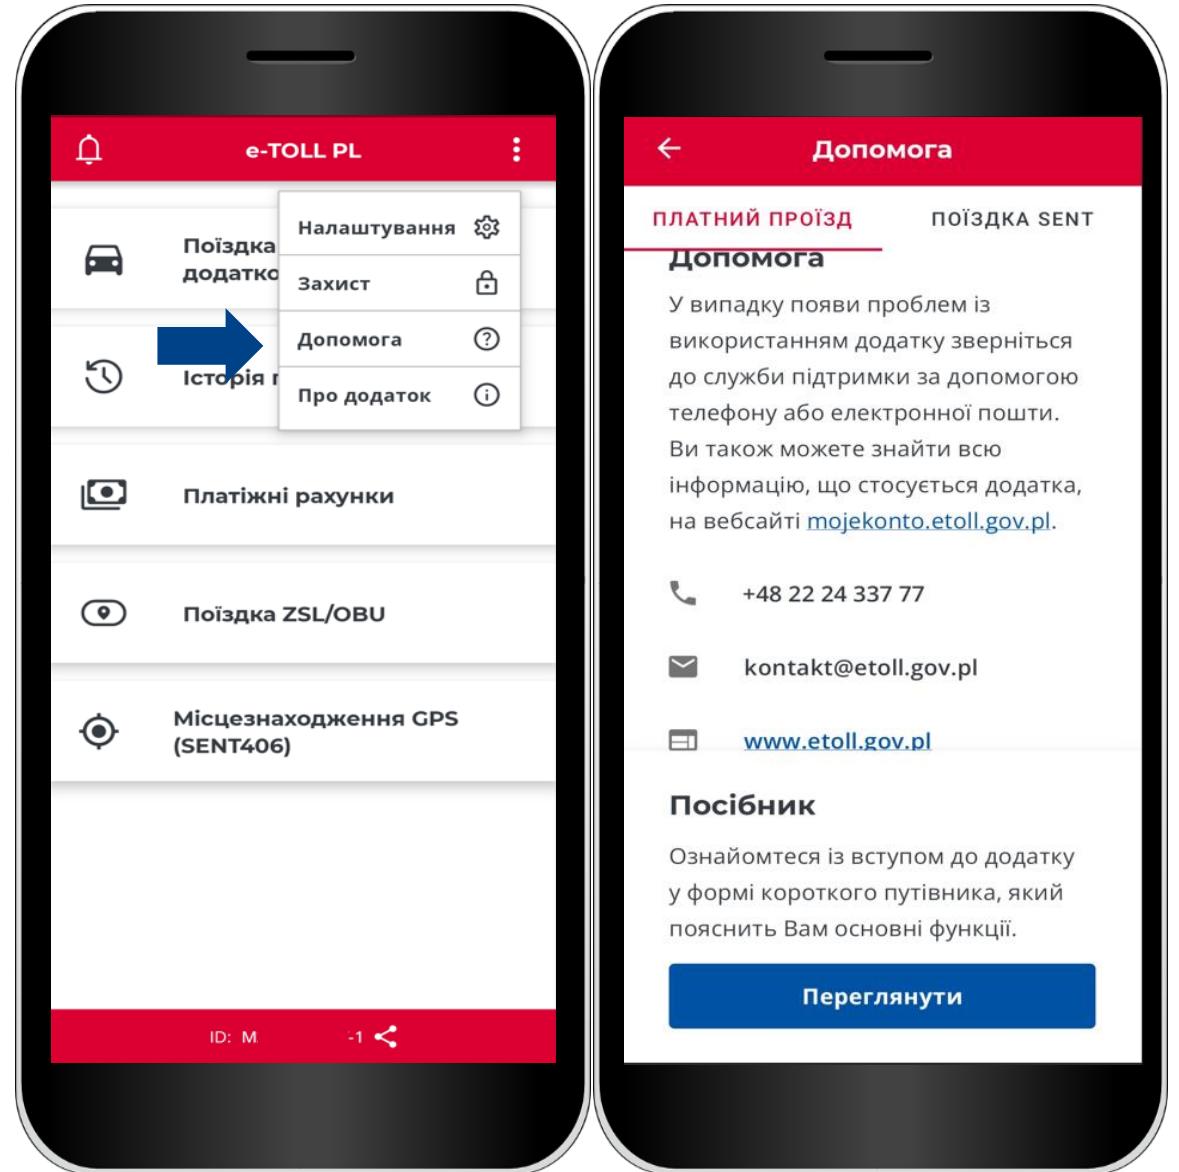 e-TOLL PL
Налаштування
Захист
Допомога
Про додаток
Поїздка
Історія
Платіжні рахунки
Поїздка ZSL/OBU
Місцезнаходження GPS
(SENT406)
ID: M -1
Допомога
ПЛАТНИЙ ПРОЇЗД ПОЇЗДКА SENT
Допомога
У випадку появи проблем із
використанням додатку зверніться
до служби підтримки за допомогою
телефону або електронної пошти.
Ви також можете знайти всю
інформацію, що стосується додатка,
на вебсайті mojekonto.etoll.gov.pl.
+48 22 24 337 77
kontakt@etoll.gov.pl
www.etoll.gov.pl
Посібник
Ознайомтеся із вступом до додатку
у формі короткого путівника, який
пояснить Вам основні функції.
Переглянути